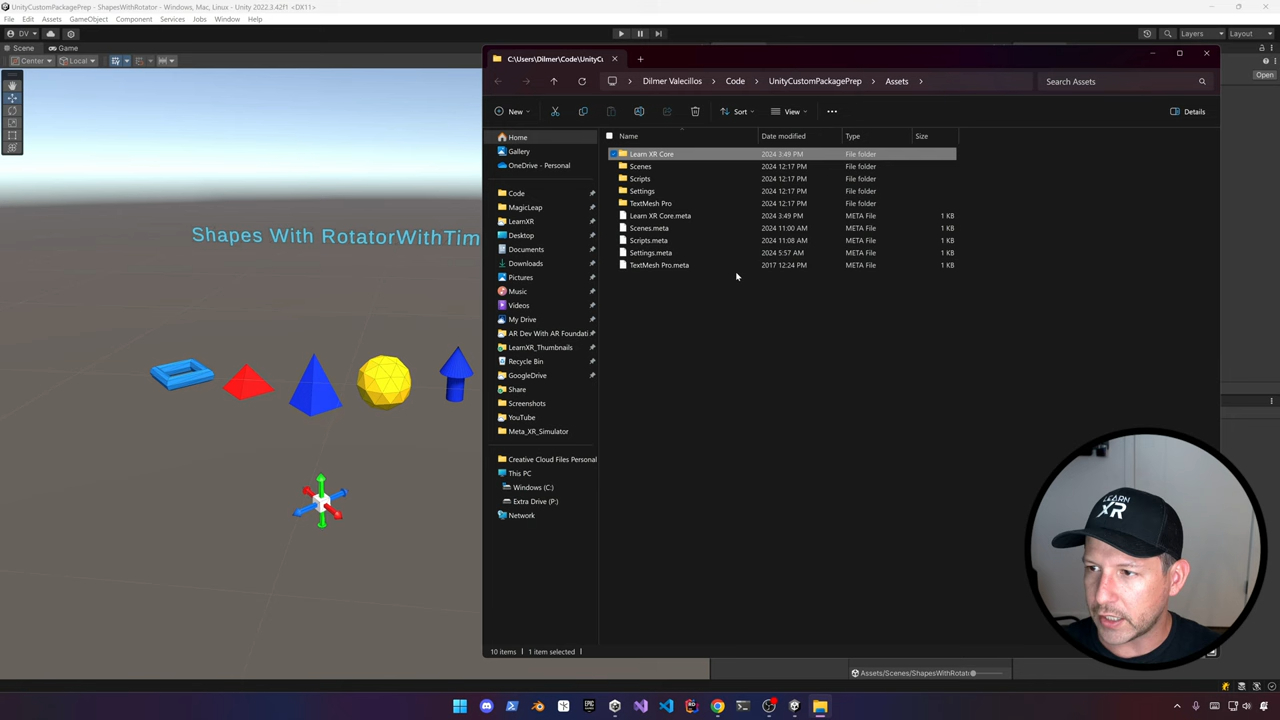 UnityCustomPackagePrep - ShapesWithRotator - Windows, Mac, Linux - Unity 2022.3.42f1 <DX11>
File Edit Assets GameObject Component Services Jobs Window Help
DV Layers Layout
Scene Game
Center Local
Open
C:\Users\Dilmer\Code\UnityCu
Dilmer Valecillos > Code > UnityCustomPackagePrep > Assets > Search Assets
New Sort View Details
Name Date modified Type Size
Home
Gallery
OneDrive - Personal
Code
MagicLeap
LearnXR
Desktop
Documents
Downloads
Pictures
Music
Videos
My Drive
AR Dev With AR Foundati
LearnXR_Thumbnails
Recycle Bin
GoogleDrive
Share
Screenshots
YouTube
Meta_XR_Simulator
Creative Cloud Files Personal
This PC
Windows (C:)
Extra Drive (P:)
Network
Learn XR Core 2024 3:49 PM File folder
Scenes 2024 12:17 PM File folder
Scripts 2024 12:17 PM File folder
Settings 2024 12:17 PM File folder
TextMesh Pro 2024 12:17 PM File folder
Learn XR Core.meta 2024 3:49 PM META File 1 KB
Scenes.meta 2024 11:00 AM META File 1 KB
Scripts.meta 2024 11:08 AM META File 1 KB
Settings.meta 2024 5:57 AM META File 1 KB
TextMesh Pro.meta 2017 12:24 PM META File 1 KB
Shapes With RotatorWithTim
LEARN
XR
10 items 1 item selected
Assets/Scenes/ShapesWithRotat